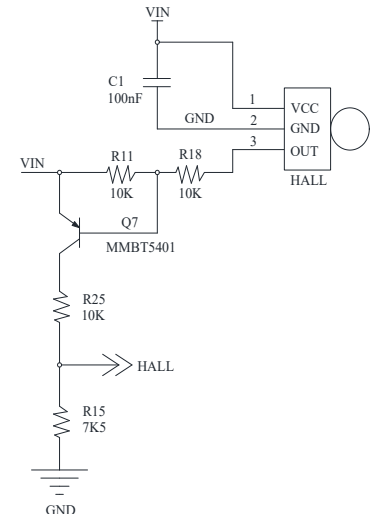 VIN
C1
100nF
GND
1
2
3
VCC
GND
OUT
HALL
VIN
R11
10K
R18
10K
Q7
MMBT5401
R25
10K
HALL
R15
7K5
GND